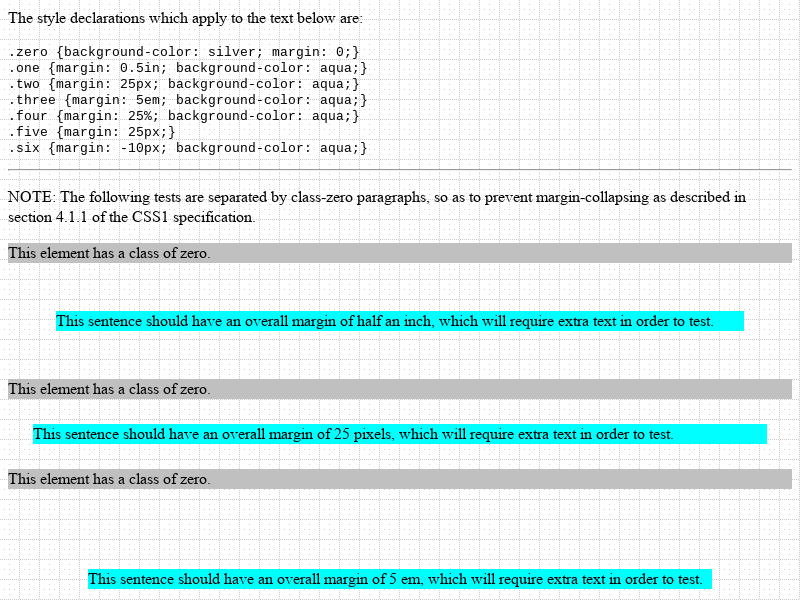 The style declarations which apply to the text below are:
.zero {background-color: silver; margin: 0;}
.one {margin: 0.5in; background-color: aqua;}
.two {margin: 25px; background-color: aqua;}
.three {margin: 5em; background-color: aqua;}
.four {margin: 25%; background-color: aqua;}
.five {margin: 25px;}
.six {margin: -10px; background-color: aqua;}
NOTE: The following tests are separated by class-zero paragraphs, so as to prevent margin-collapsing as described in
section 4.1.1 of the CSS1 specification.
This element has a class of zero.
This sentence should have an overall margin of half an inch, which will require extra text in order to test.
This element has a class of zero.
This sentence should have an overall margin of 25 pixels, which will require extra text in order to test.
This element has a class of zero.
This sentence should have an overall margin of 5 em, which will require extra text in order to test.